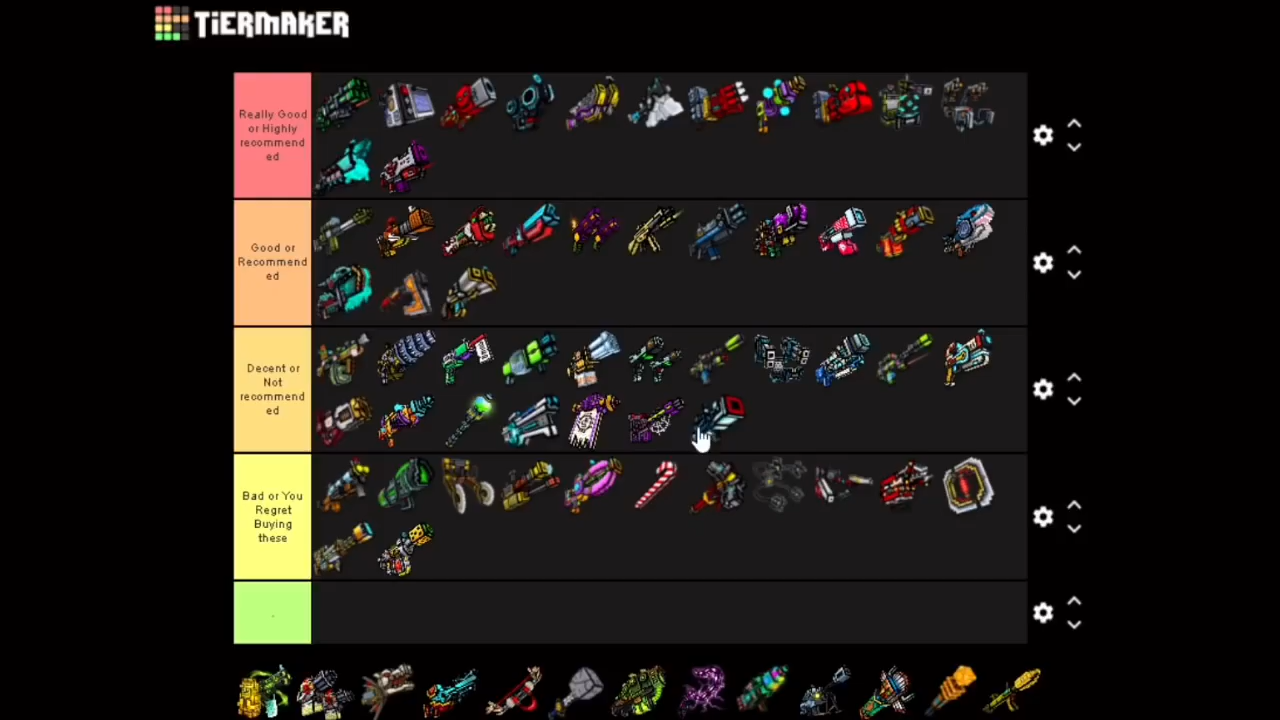 TiERMAKER
Really Good
or Highly
recommend
ed
Good or
Recommend
ed
Decent or
Not
recommend
ed
Bad or You
Regret
Buying
these
.